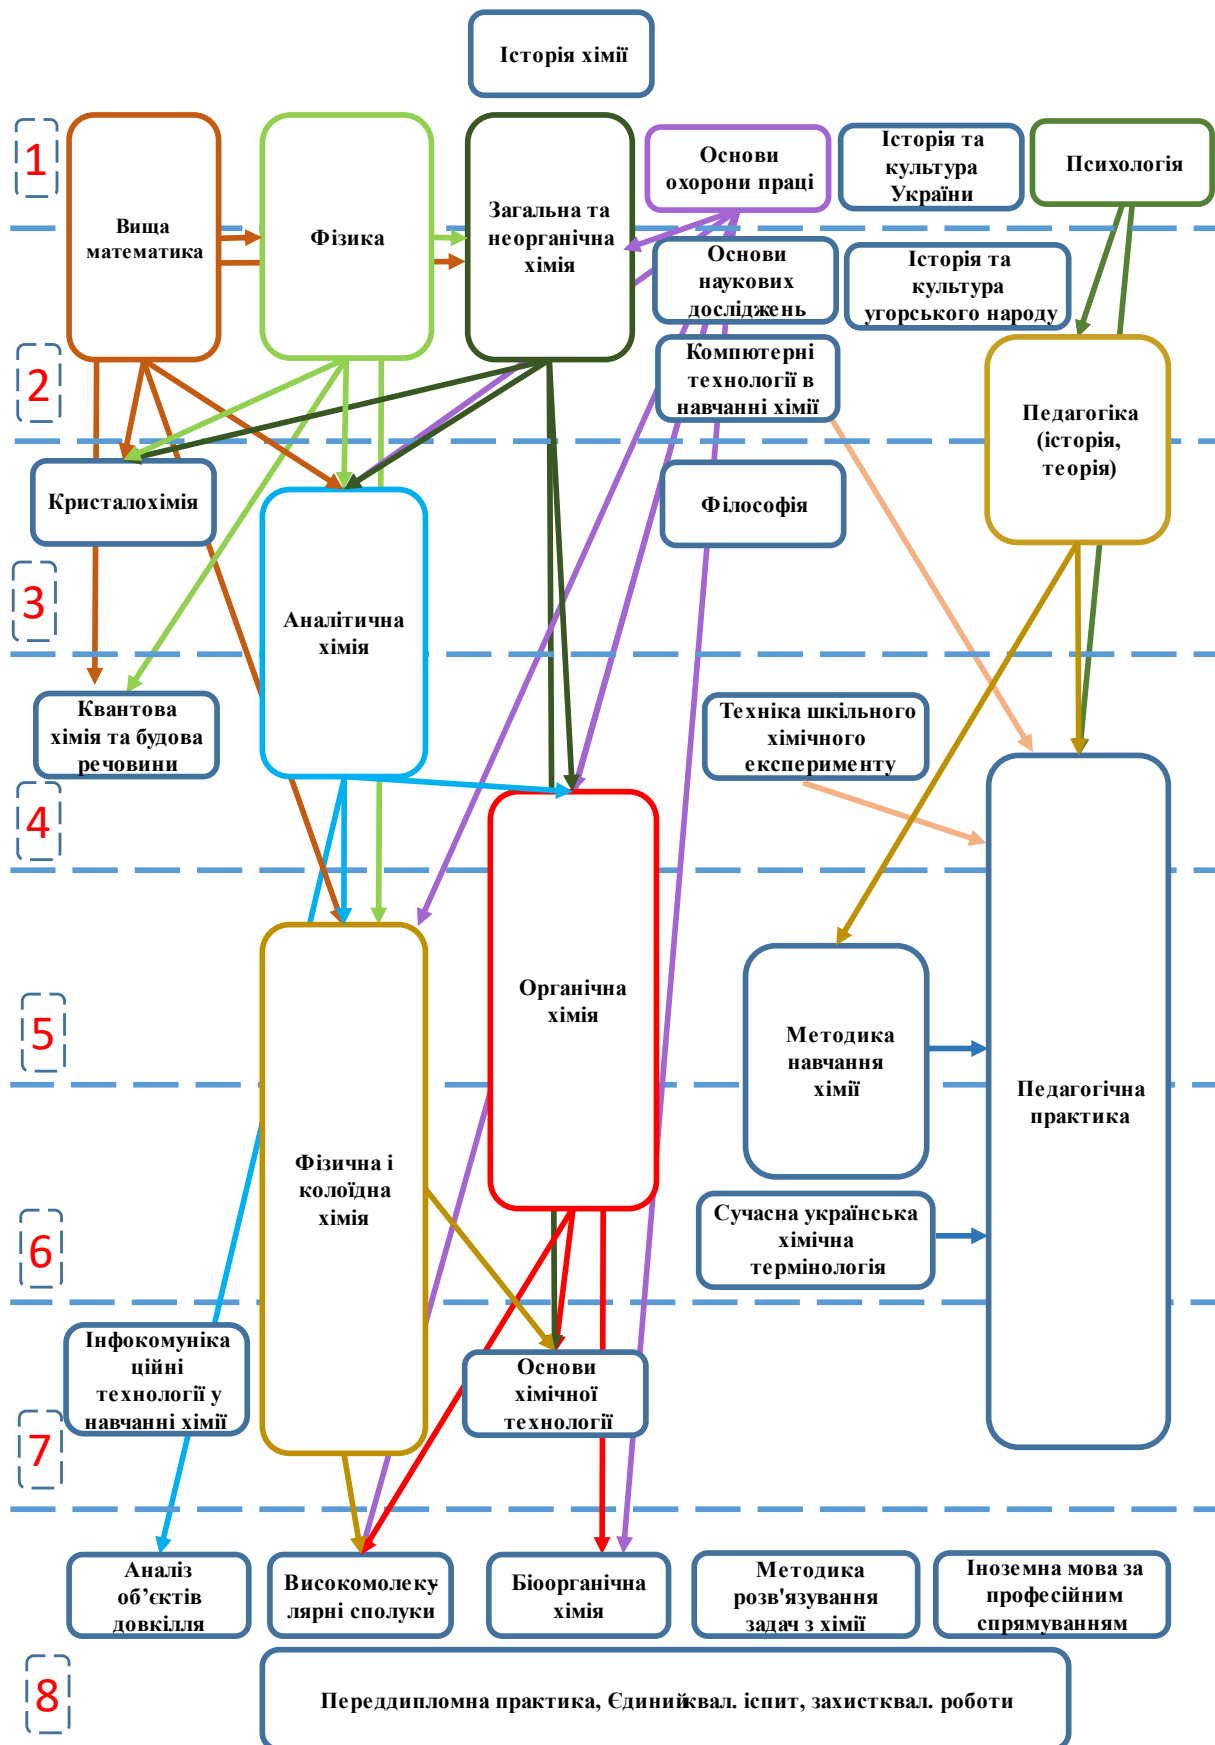 Історія хімії
1
Вища
математика
Фізика
Загальна та
неорганічна
хімія
Основи
охорони праці
Історія та
культура
України
Психологія
Основи
наукових
досліджень
Історія та
культура
угорського народу
2
Компютерні
технології в
навчанні хімії
Педагогіка
(історія,
теорія)
Кристалохімія
Філософія
3
Аналітична
хімія
Квантова
хімія та будова
речовини
Техніка шкільного
хімічного
експерименту
4
5
Органічна
хімія
Методика
навчання
хімії
Педагогічна
практика
Фізична і
колоїдна
хімія
6
Сучасна українська
хімічна
термінологія
Інфокомуніка
ційні
технології у
навчанні хімії
Основи
хімічної
технології
7
Аналіз
об’єктів
довкілля
Високомолеку-
лярні сполуки
Біоорганічна
хімія
Методика
розв'язування
задач з хімії
Іноземна мова за
професійним
спрямуванням
8
Переддипломна практика, Єдиний квал. іспит, захист квал. роботи